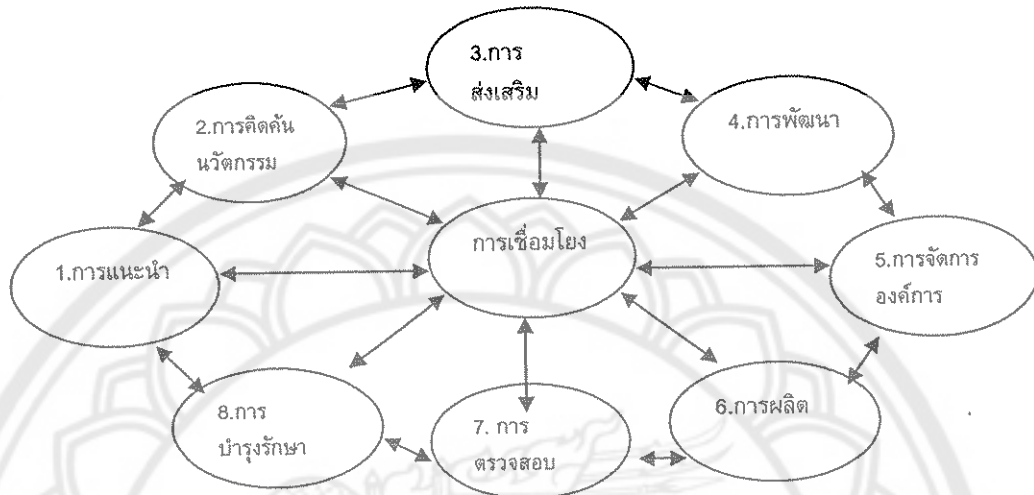 3.การ
ส่งเสริม
2.การคิดค้น
นวัตกรรม
4.การพัฒนา
การเชื่อมโยง
1.การแนะนำ
5.การจัดการ
องค์การ
8.การ
บำรุงรักษา
7. การ
ตรวจสอบ
6.การผลิต